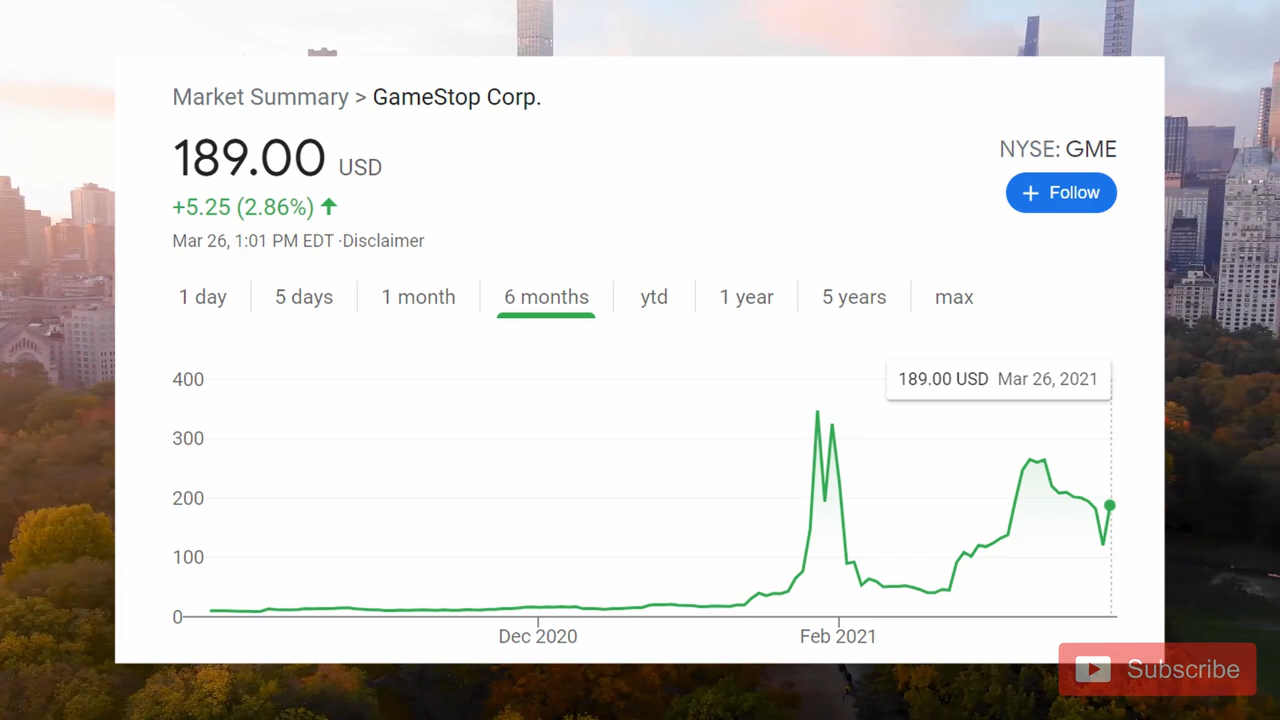 Market Summary > GameStop Corp.
189.00 USD
NYSE: GME
+5.25 (2.86%)
+ Follow
Mar 26, 1:01 PM EDT ·Disclaimer
1 day
5 days
1 month
6 months
ytd
1 year
5 years
max
189.00 USD Mar 26, 2021
400
300
200
100
0
Dec 2020
Feb 2021
Subscribe